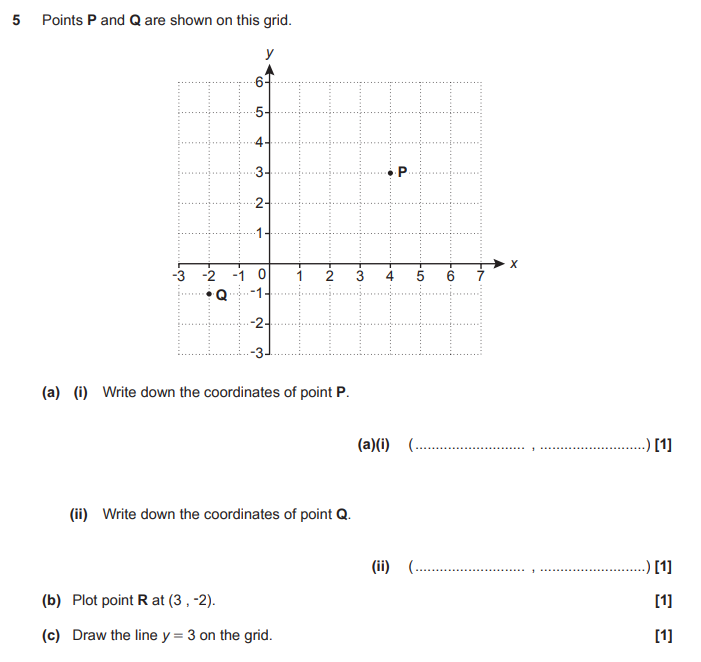 5 Points P and Q are shown on this grid.
y
6
5
4
3 P
2
1
x
-3 -2 -1 0 1 2 3 4 5 6 7
Q -1
-2
-3
(a) (i) Write down the coordinates of point P.
(a)(i) (.......................... , .........................) [1]
(ii) Write down the coordinates of point Q.
(ii) (.......................... , .........................) [1]
(b) Plot point R at (3 , -2). [1]
(c) Draw the line y = 3 on the grid. [1]